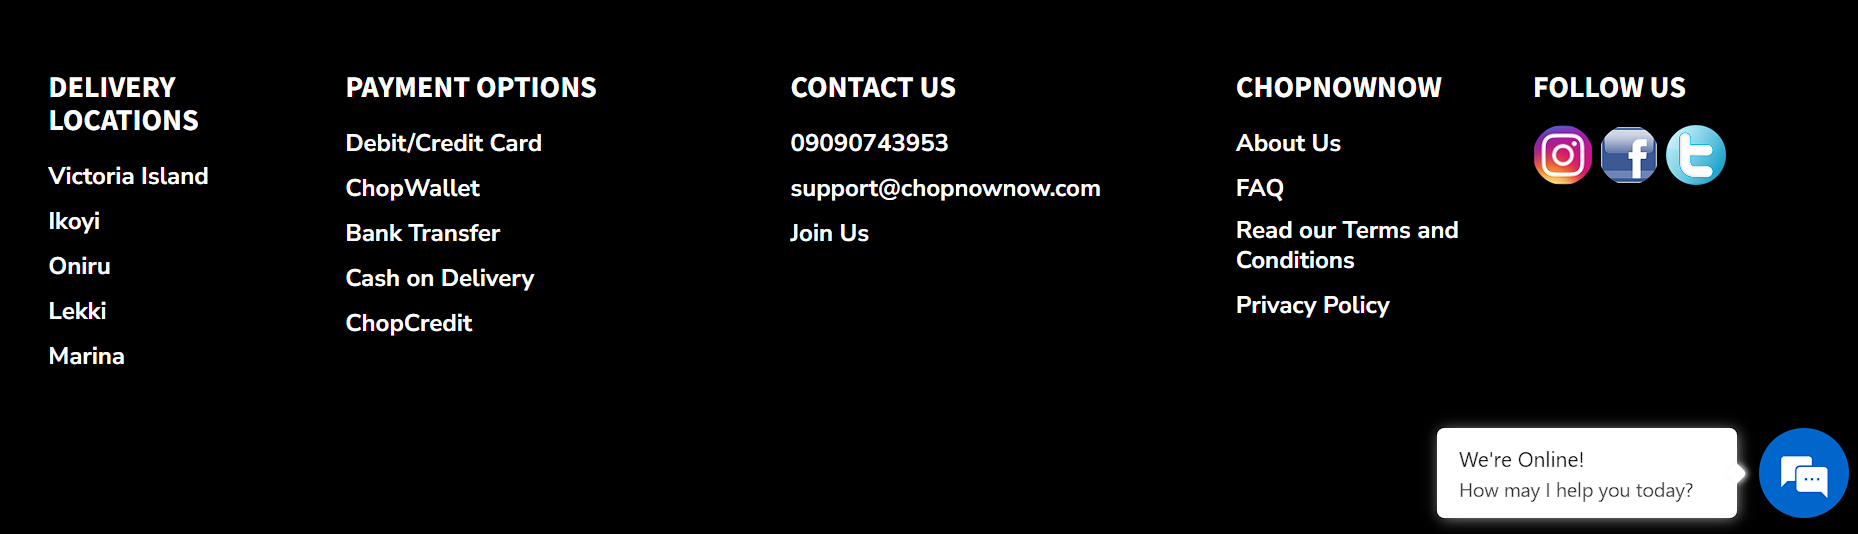 DELIVERY
LOCATIONS
Victoria Island
Ikoyi
Oniru
Lekki
Marina
PAYMENT OPTIONS
Debit/Credit Card
ChopWallet
Bank Transfer
Cash on Delivery
ChopCredit
CONTACT US
09090743953
support@chopnownow.com
Join Us
CHOPNOWNOW
About Us
FAQ
Read our Terms and
Conditions
Privacy Policy
FOLLOW US
We're Online!
How may I help you today?